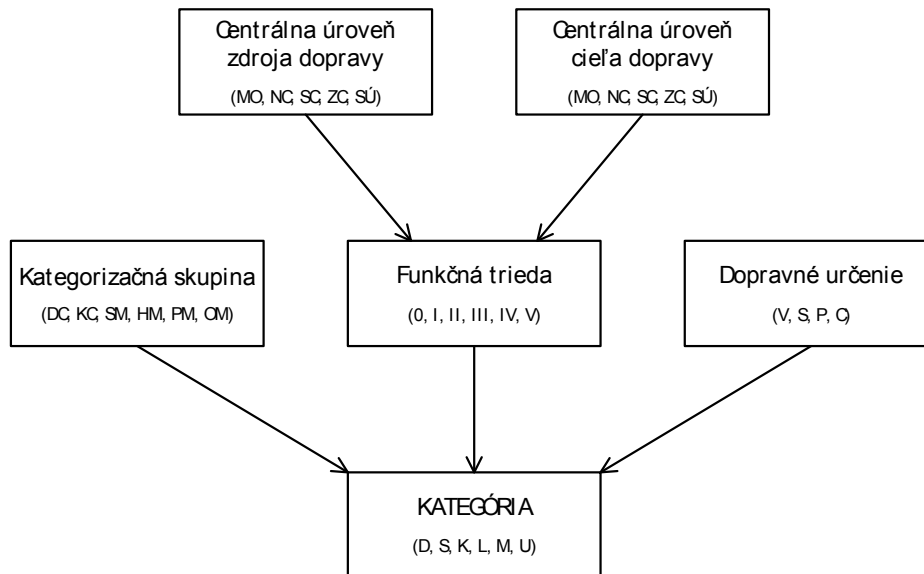 Centrálna úroveň
zdroja dopravy
(MO, NC, SC, ZC, SÚ)
Centrálna úroveň
cieľa dopravy
(MO, NC, SC, ZC, SÚ)
Kategorizačná skupina
(DC, KC, SM, HM, PM, OM)
Funkčná trieda
(0, I, II, III, IV, V)
Dopravné určenie
(V, S, P, C)
KATEGÓRIA
(D, S, K, L, M, U)